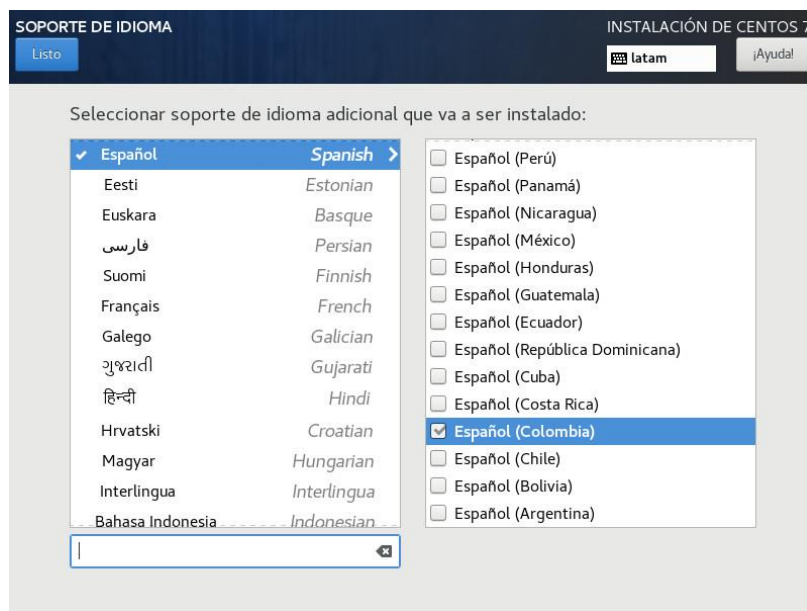 SOPORTE DE IDIOMA
INSTALACIÓN DE CENTOS 7
Listo
latam
¡Ayuda!
Seleccionar soporte de idioma adicional que va a ser instalado:
Español Spanish
Eesti Estonian
Euskara Basque
فارسی Persian
Suomi Finnish
Français French
Galego Galician
ગુજરાતી Gujarati
हिन्दी Hindi
Hrvatski Croatian
Magyar Hungarian
Interlingua Interlingua
Bahasa Indonesia Indonesian
Español (Perú)
Español (Panamá)
Español (Nicaragua)
Español (México)
Español (Honduras)
Español (Guatemala)
Español (Ecuador)
Español (República Dominicana)
Español (Cuba)
Español (Costa Rica)
Español (Colombia)
Español (Chile)
Español (Bolivia)
Español (Argentina)